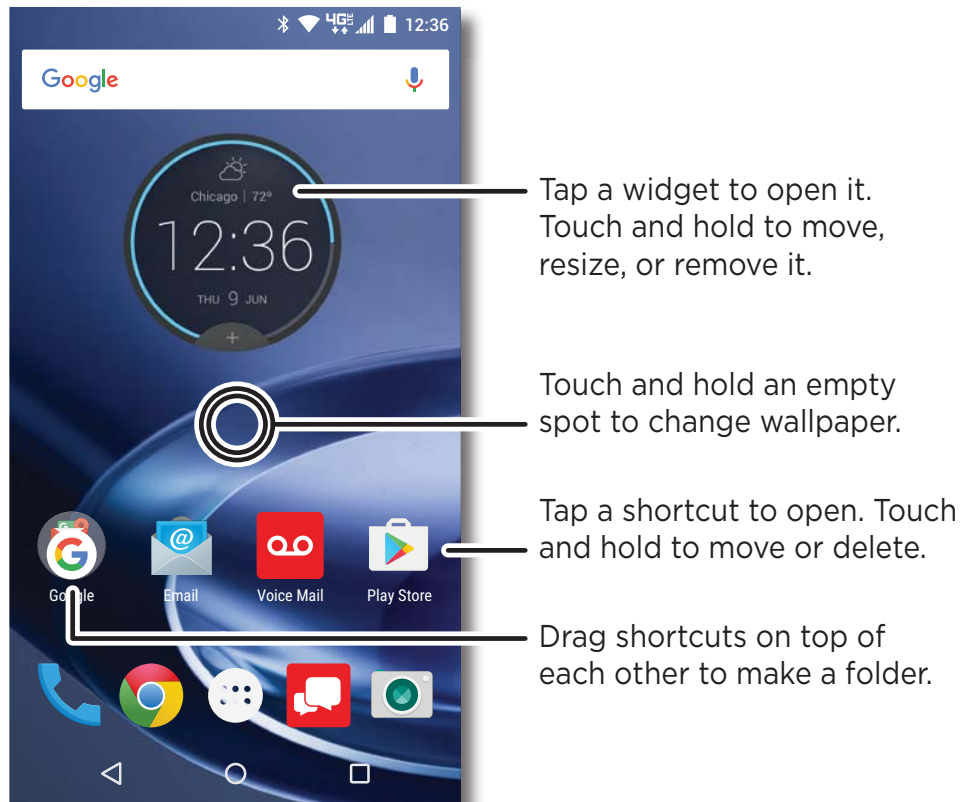 4G LTE 12:36
Google
Chicago | 72°
12:36
THU 9 JUN
+
Tap a widget to open it.
Touch and hold to move,
resize, or remove it.
Touch and hold an empty
spot to change wallpaper.
G
@
Google Email Voice Mail Play Store
Tap a shortcut to open. Touch
and hold to move or delete.
Drag shortcuts on top of
each other to make a folder.